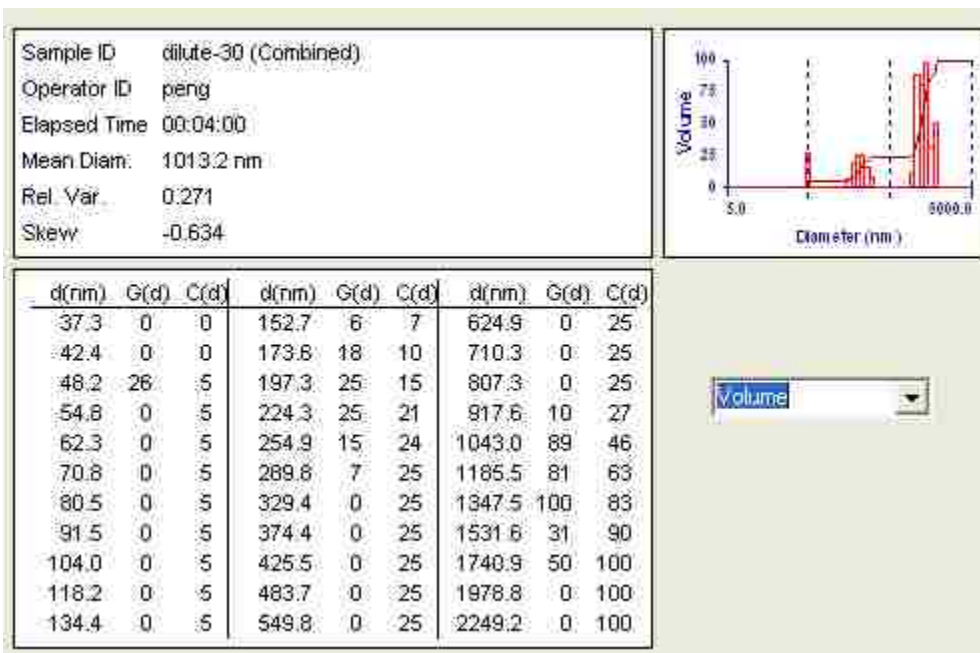 Sample ID dilute-30 (Combined)
Operator ID peng
Elapsed Time 00:04:00
Mean Diam. 1013.2 nm
Rel. Var. 0.271
Skew -0.634
100
75
50
25
0
Volume
5.0 5000.0
Diameter (nm)
d(nm) G(d) C(d) d(nm) G(d) C(d) d(nm) G(d) C(d)
37.3 0 0 152.7 6 7 624.9 0 25
42.4 0 0 173.6 18 10 710.3 0 25
48.2 26 5 197.3 25 15 807.3 0 25
54.8 0 5 224.3 25 21 917.6 10 27
62.3 0 5 254.9 15 24 1043.0 89 46
70.8 0 5 289.8 7 25 1185.5 81 63
80.5 0 5 329.4 0 25 1347.5 100 83
91.5 0 5 374.4 0 25 1531.6 31 90
104.0 0 5 425.5 0 25 1740.9 50 100
118.2 0 5 483.7 0 25 1978.8 0 100
134.4 0 5 549.8 0 25 2249.2 0 100
Volume